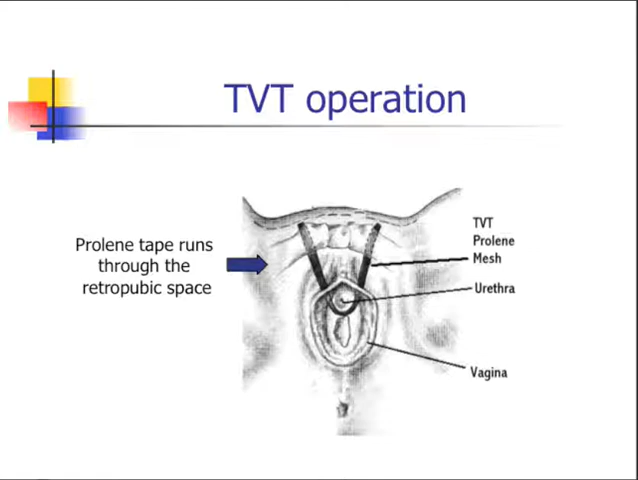 TVT operation
Prolene tape runs
through the
retropubic space
TVT
Prolene
Mesh
Urethra
Vagina